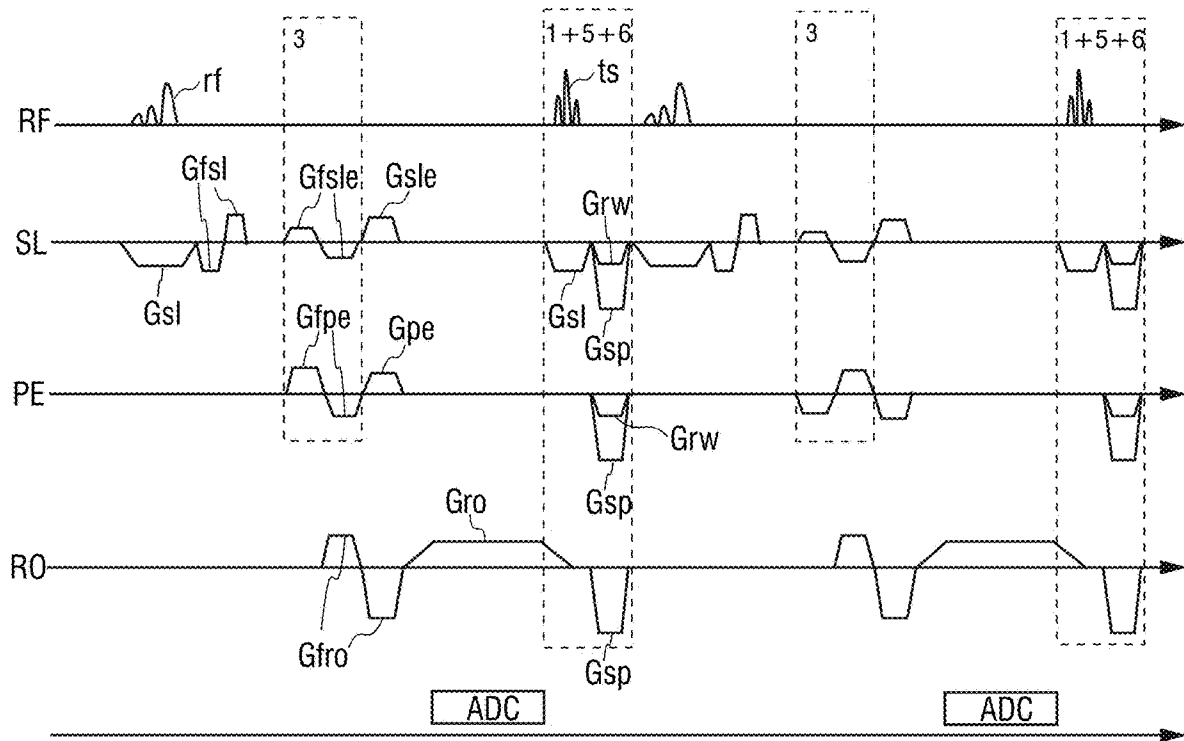 3
1+5+6
3
1+5+6
rf
ts
RF
Gfsl
Gfsle
Gsle
Grw
SL
Gsl
Gsl
Gsp
Gfpe
Gpe
PE
Grw
Gsp
Gro
RO
Gfro
Gsp
ADC
ADC